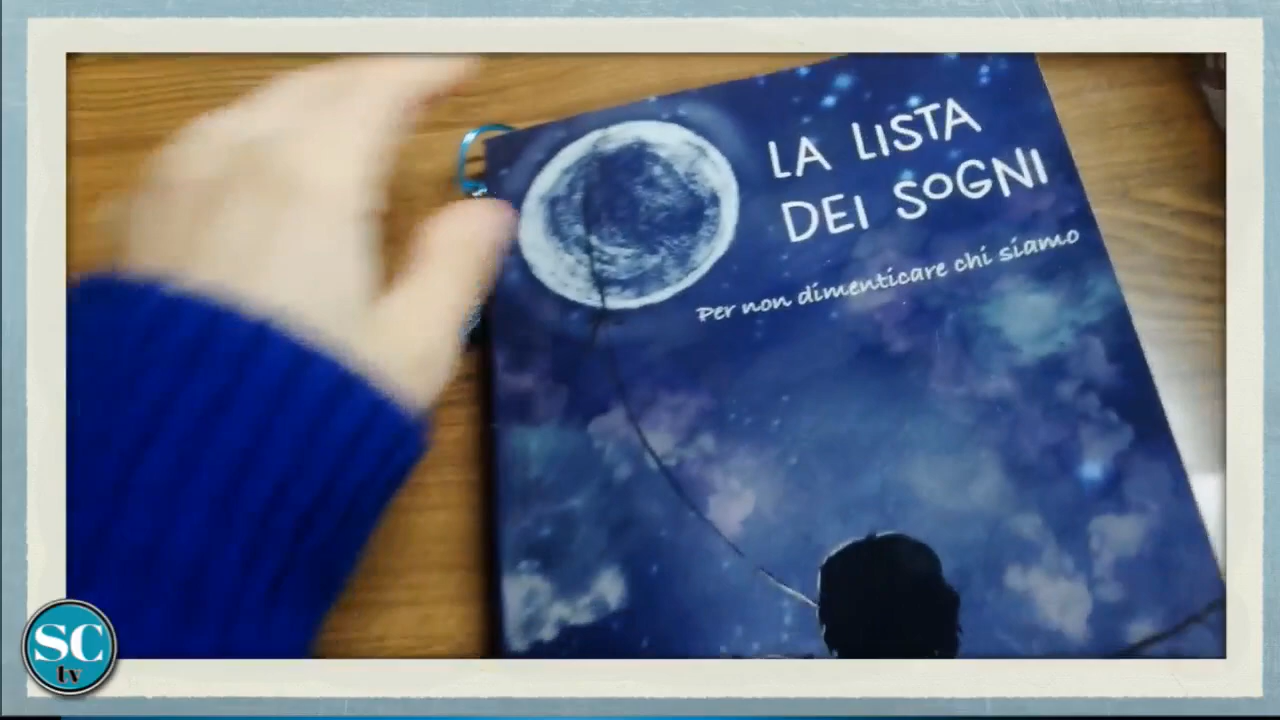 LA LISTA
DEI SOGNI
Per non dimenticare chi siamo
SC
tv